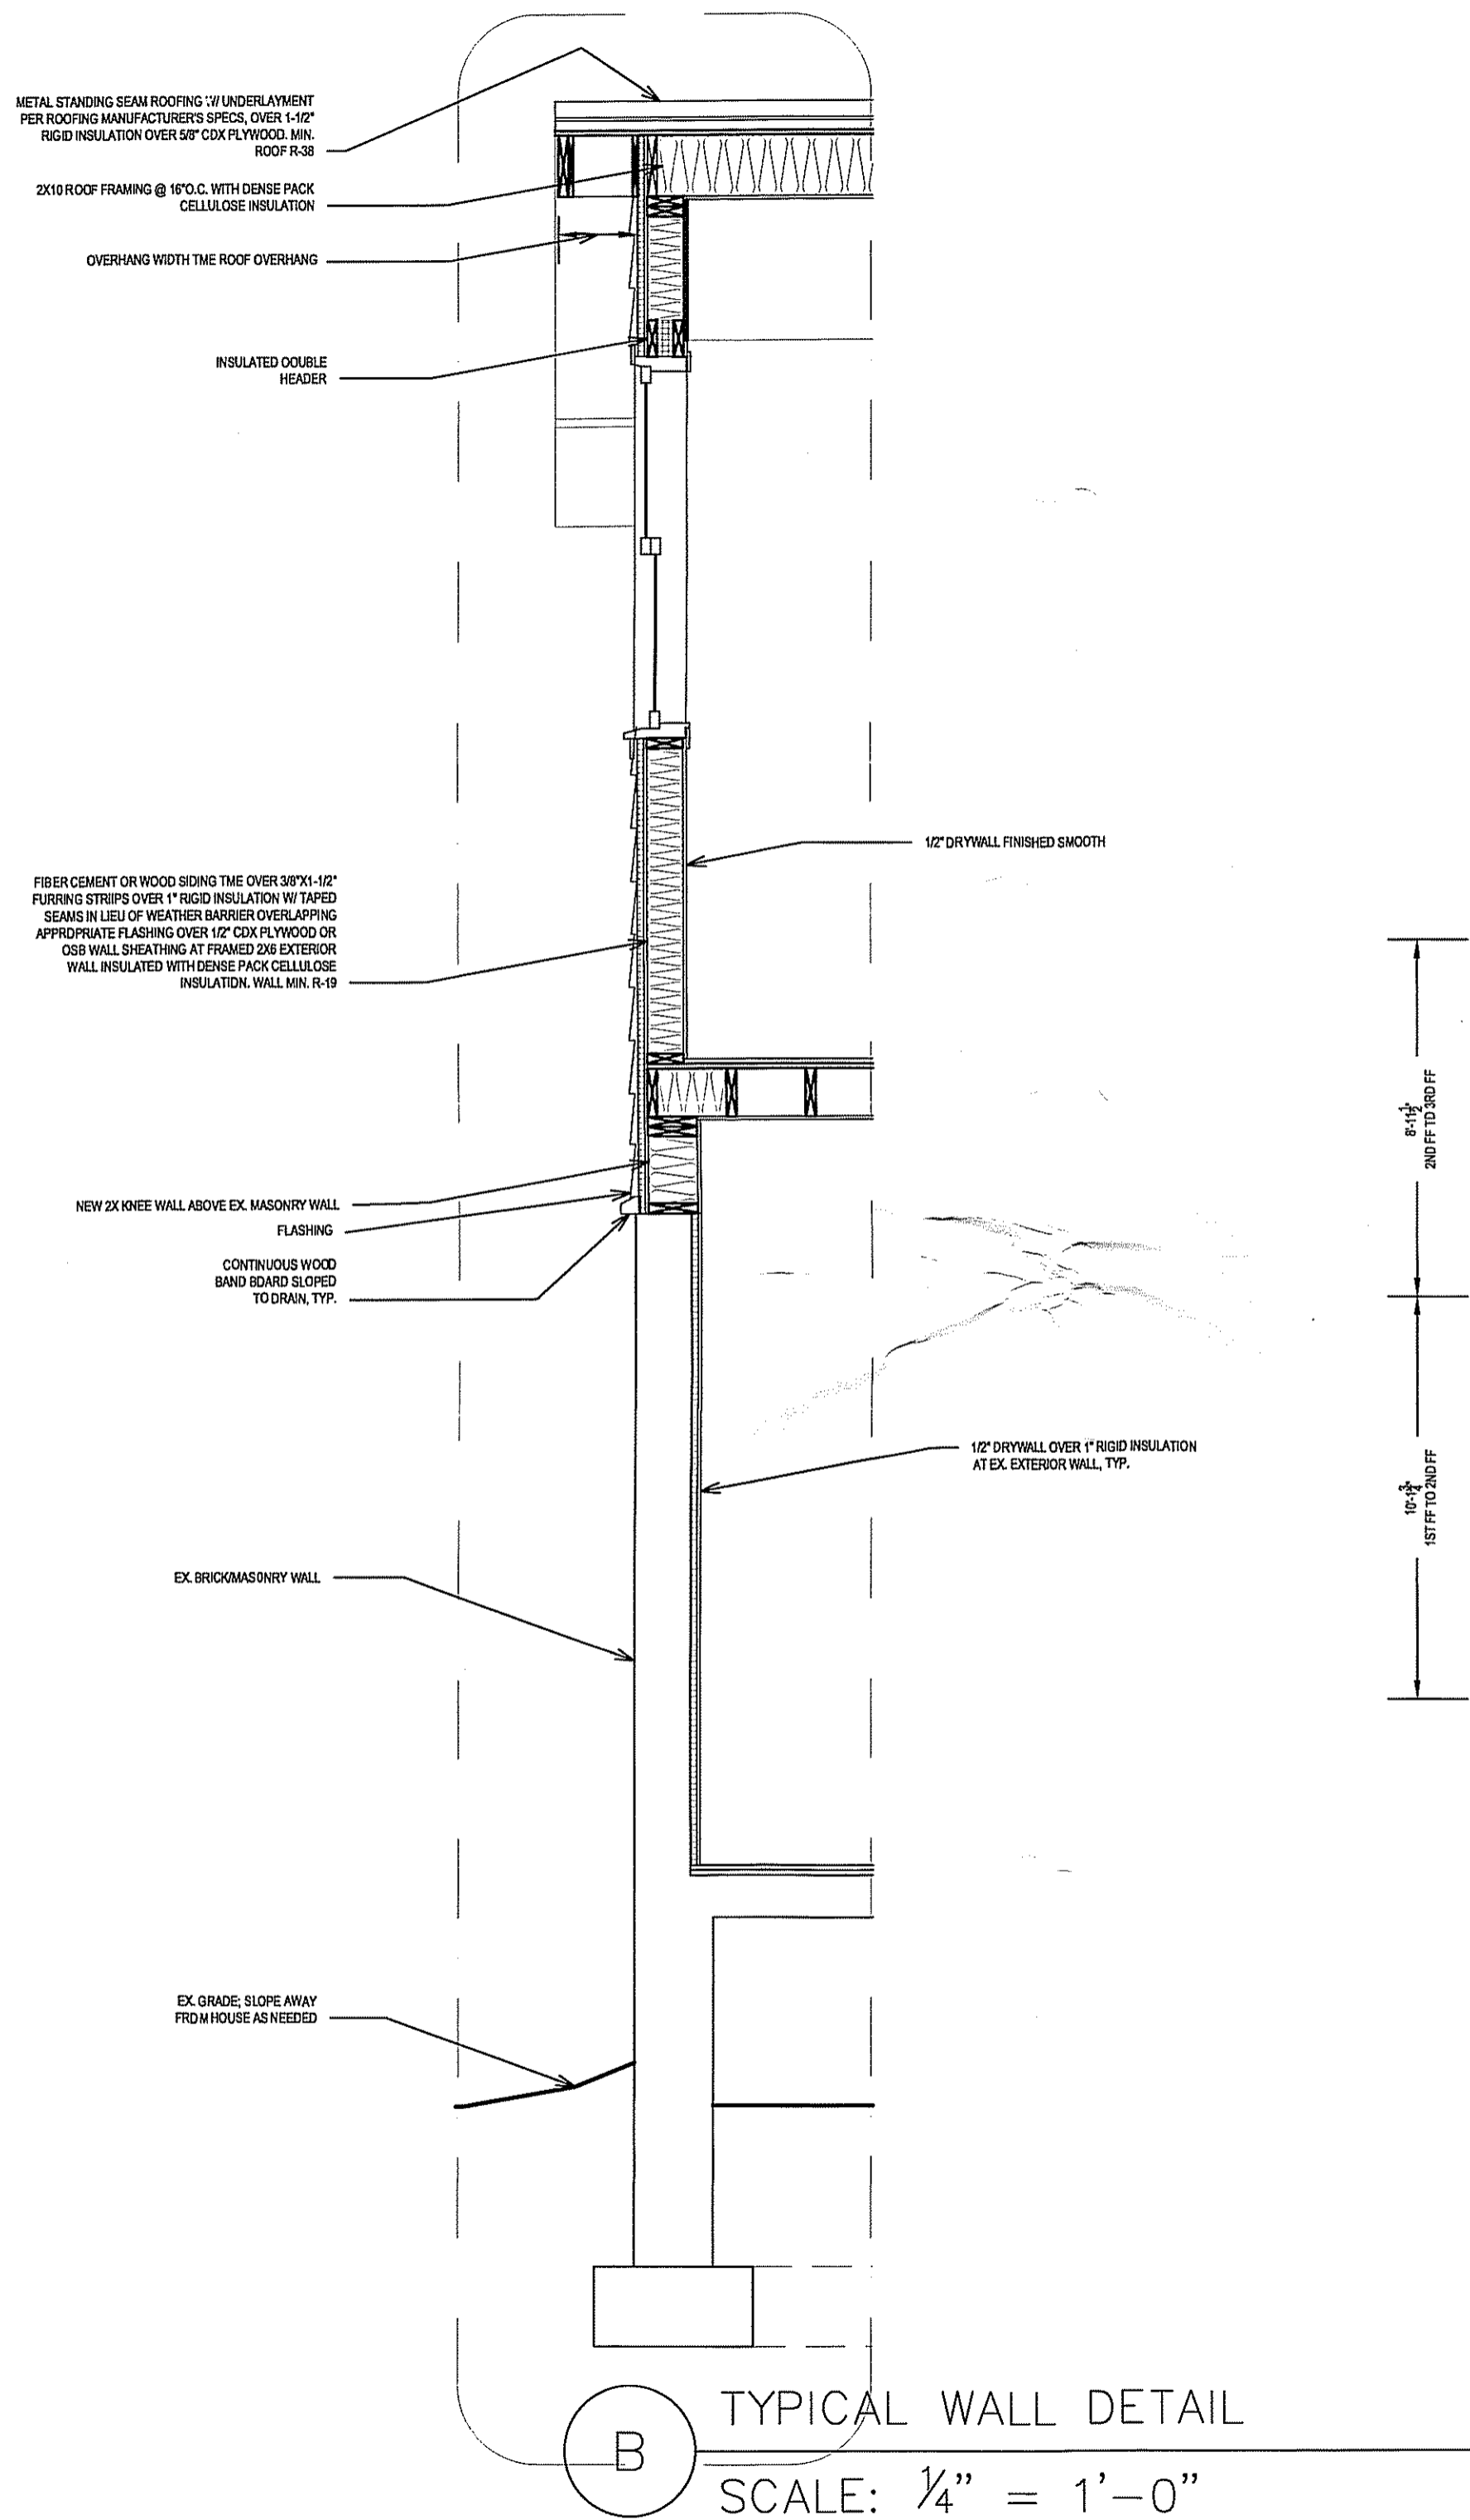 METAL STANDING SEAM ROOFING W/ UNDERLAYMENT
PER ROOFING MANUFACTURER'S SPECS, OVER 1-1/2"
RIGID INSULATION OVER 5/8" CDX PLYWOOD. MIN.
ROOF R-38
2X10 ROOF FRAMING @ 16"O.C. WITH DENSE PACK
CELLULOSE INSULATION
OVERHANG WIDTH TME ROOF OVERHANG
INSULATED DOUBLE
HEADER
1/2" DRYWALL FINISHED SMOOTH
FIBER CEMENT OR WOOD SIDING TME OVER 3/8"X1-1/2"
FURRING STRIIPS OVER 1" RIGID INSULATION W/ TAPED
SEAMS IN LIEU OF WEATHER BARRIER OVERLAPPING
APPRDPRIATE FLASHING OVER 1/2" CDX PLYWOOD OR
OSB WALL SHEATHING AT FRAMED 2X6 EXTERIOR
WALL INSULATED WITH DENSE PACK CELLULOSE
INSULATIDN. WALL MIN. R-19
8'-11 1/2"
2ND FF TD 3RD FF
NEW 2X KNEE WALL ABOVE EX. MASONRY WALL
FLASHING
CONTINUOUS WOOD
BAND BDARD SLOPED
TO DRAIN, TYP.
1/2" DRYWALL OVER 1" RIGID INSULATION
AT EX. EXTERIOR WALL, TYP.
10'-1 3/4"
1ST FF TO 2ND FF
EX. BRICK/MASONRY WALL
EX. GRADE; SLOPE AWAY
FRDM HOUSE AS NEEDED
B
TYPICAL WALL DETAIL
SCALE: 1/4" = 1'-0"